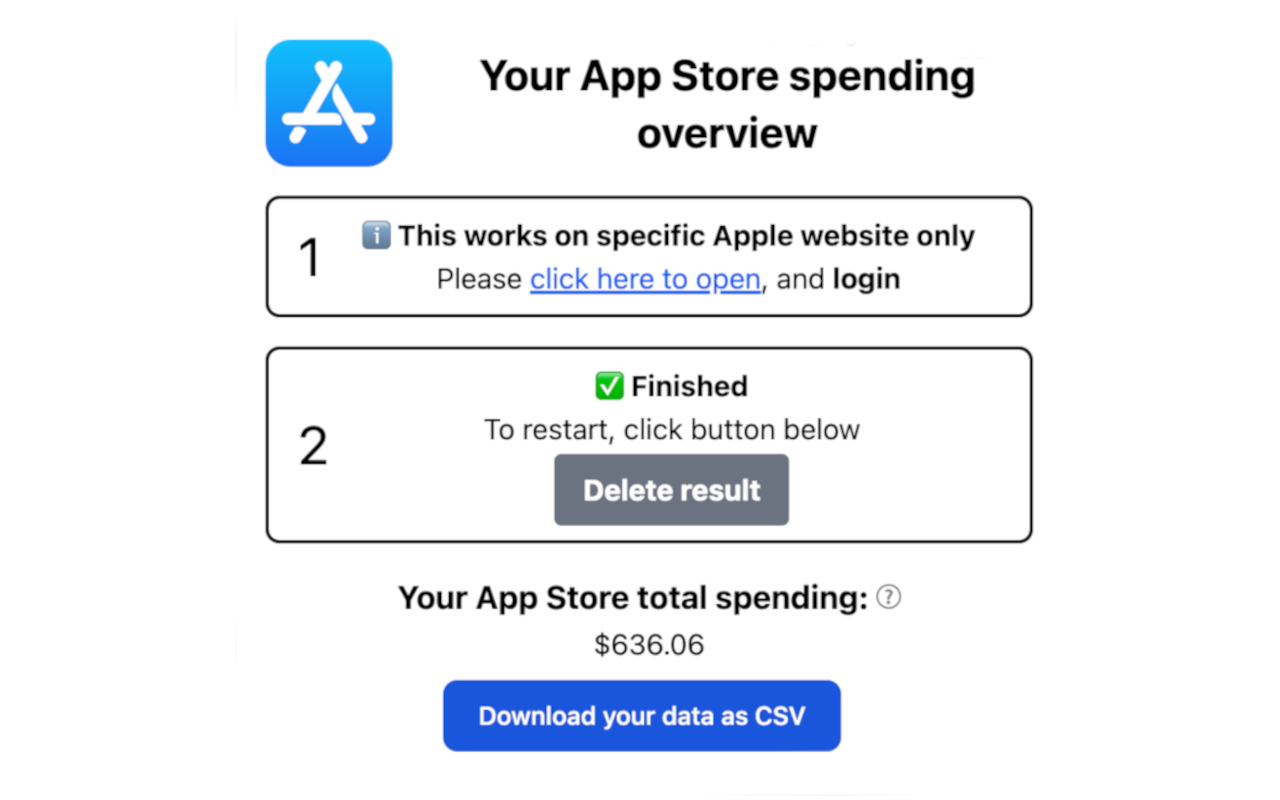 Your App Store spending
overview
1
ℹ️ This works on specific Apple website only
Please click here to open, and login
2
✅ Finished
To restart, click button below
Delete result
Your App Store total spending: ?
$636.06
Download your data as CSV